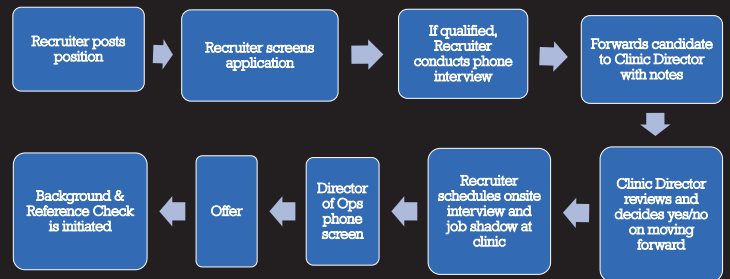 Recruiter posts
position
Recruiter screens
application
If qualified,
Recruiter
conducts phone
interview
Forwards candidate
to Clinic Director
with notes
Clinic Director
reviews and
decides yes/no
on moving
forward
Recruiter
schedules onsite
interview and
job shadow at
clinic
Director
of Ops
phone
screen
Offer
Background &
Reference Check
is initiated